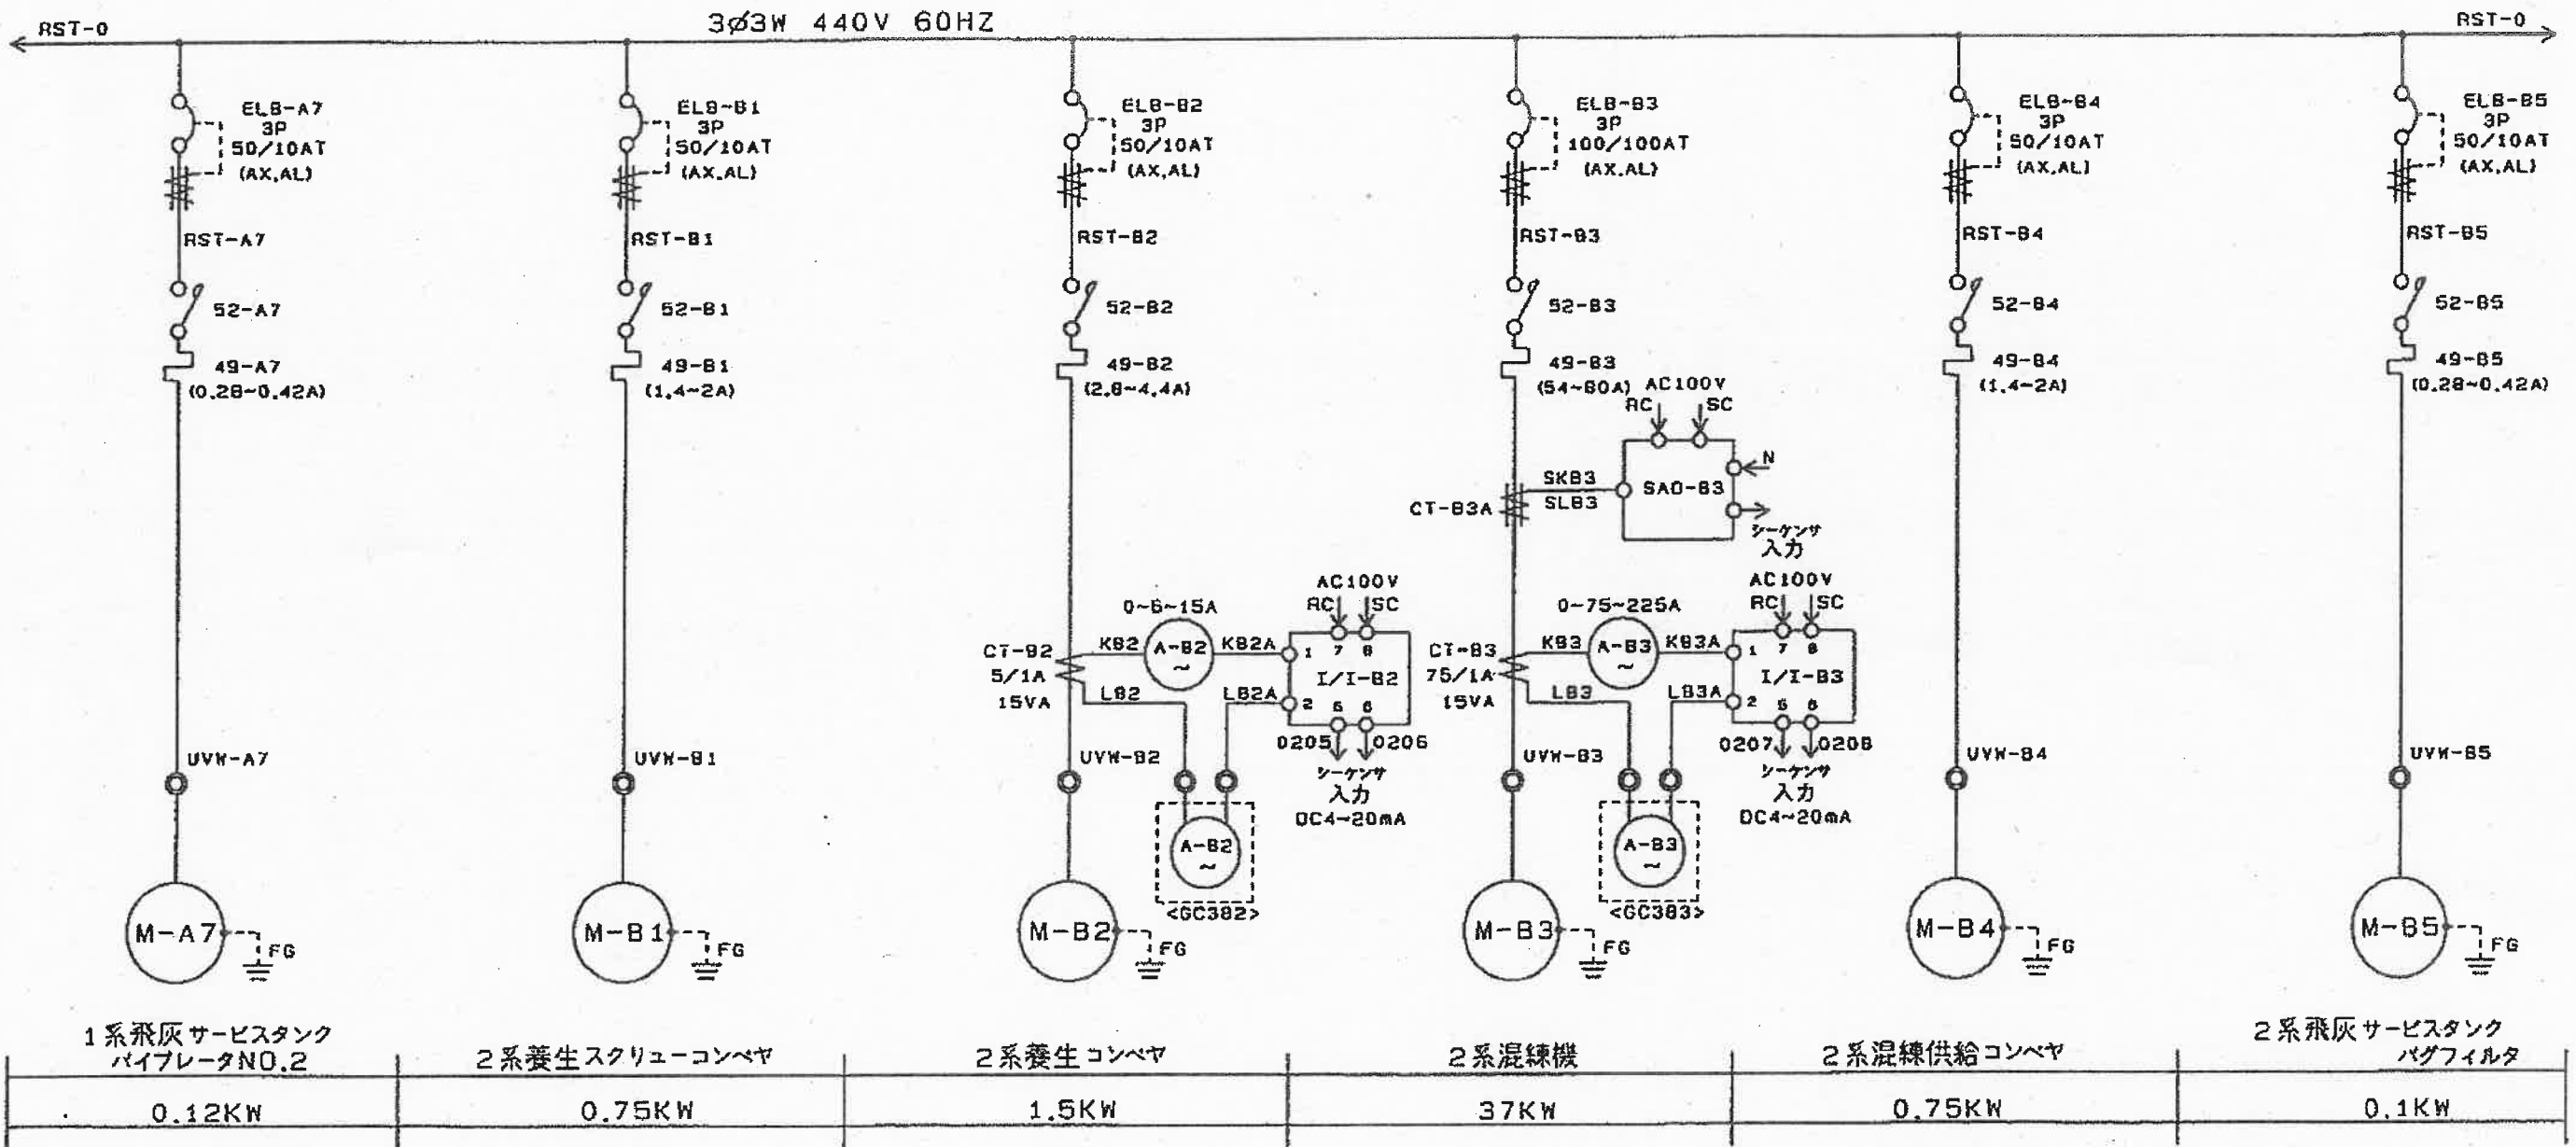 RST-0
3φ3W 440V 60HZ
RST-0
ELB-A7
3P
50/10AT
(AX,AL)
RST-A7
52-A7
49-A7
(0.28~0.42A)
UVW-A7
M-A7
FG
1系飛灰サービスタンク
バイブレータNO.2
0.12KW
ELB-B1
3P
50/10AT
(AX,AL)
RST-B1
52-B1
49-B1
(1.4~2A)
UVW-B1
M-B1
FG
2系養生スクリューコンベヤ
0.75KW
ELB-B2
3P
50/10AT
(AX,AL)
RST-B2
52-B2
49-B2
(2.8~4.4A)
CT-B2
5/1A
15VA
0~6~15A
KB2
A-B2
~
KB2A
LB2
LB2A
AC100V
RC
SC
1 7 8
I/I-B2
2 5 6
0205
0206
シーケンサ
入力
DC4~20mA
UVW-B2
A-B2
~
<GC382>
M-B2
FG
2系養生コンベヤ
1.5KW
ELB-B3
3P
100/100AT
(AX,AL)
RST-B3
52-B3
49-B3
(54~80A)
AC100V
RC
SC
N
SKB3
SLB3
SAO-B3
CT-B3A
シーケンサ
入力
CT-B3
75/1A
15VA
0~75~225A
KB3
A-B3
~
KB3A
LB3
LB3A
AC100V
RC
SC
1 7 8
I/I-B3
2 5 6
0207
0208
シーケンサ
入力
DC4~20mA
UVW-B3
A-B3
~
<GC383>
M-B3
FG
2系混練機
37KW
ELB-B4
3P
50/10AT
(AX,AL)
RST-B4
52-B4
49-B4
(1.4~2A)
UVW-B4
M-B4
FG
2系混練供給コンベヤ
0.75KW
ELB-B5
3P
50/10AT
(AX,AL)
RST-B5
52-B5
49-B5
(0.28~0.42A)
UVW-B5
M-B5
FG
2系飛灰サービスタンク
バグフィルタ
0.1KW